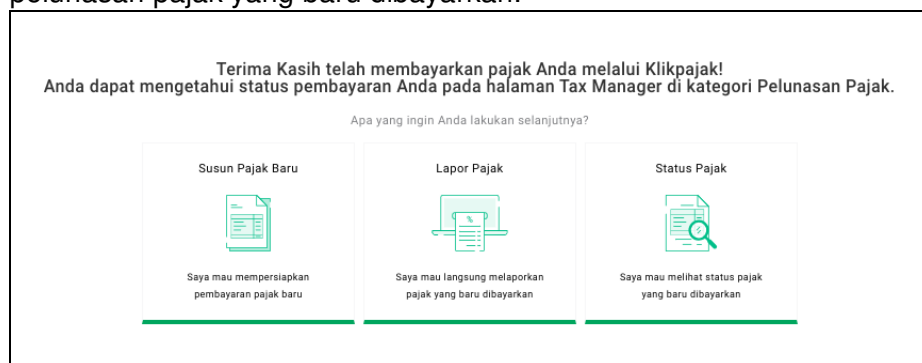 pelunasan pajak yang baru dibayarkan.
Terima Kasih telah membayarkan pajak Anda melalui Klikpajak!
Anda dapat mengetahui status pembayaran Anda pada halaman Tax Manager di kategori Pelunasan Pajak.
Apa yang ingin Anda lakukan selanjutnya?
Susun Pajak Baru
Saya mau mempersiapkan
pembayaran pajak baru
Lapor Pajak
%
Saya mau langsung melaporkan
pajak yang baru dibayarkan
Status Pajak
Saya mau melihat status pajak
yang baru dibayarkan